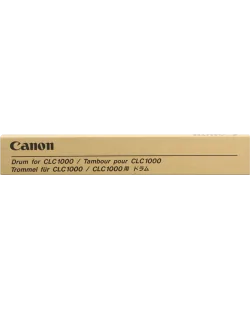 Canon
Drum for CLC1000 / Tambour pour CLC1000
Trommel für CLC1000 / CLC1000用 ドラム